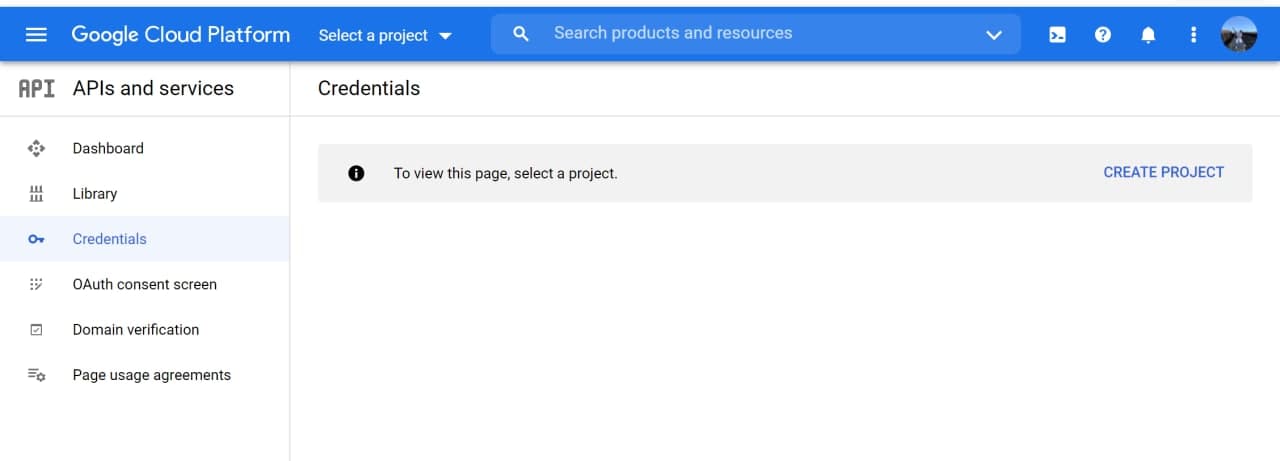 Google Cloud Platform Select a project Search products and resources
API APIs and services
Credentials
Dashboard
Library
Credentials
OAuth consent screen
Domain verification
Page usage agreements
To view this page, select a project. CREATE PROJECT